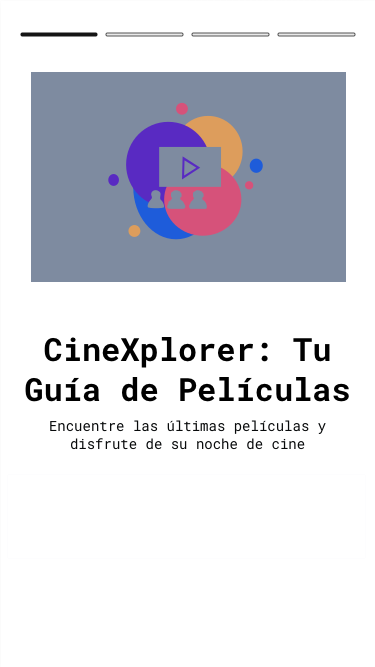 CineXplorer: Tu
Guía de Películas
Encuentre las últimas películas y
disfrute de su noche de cine